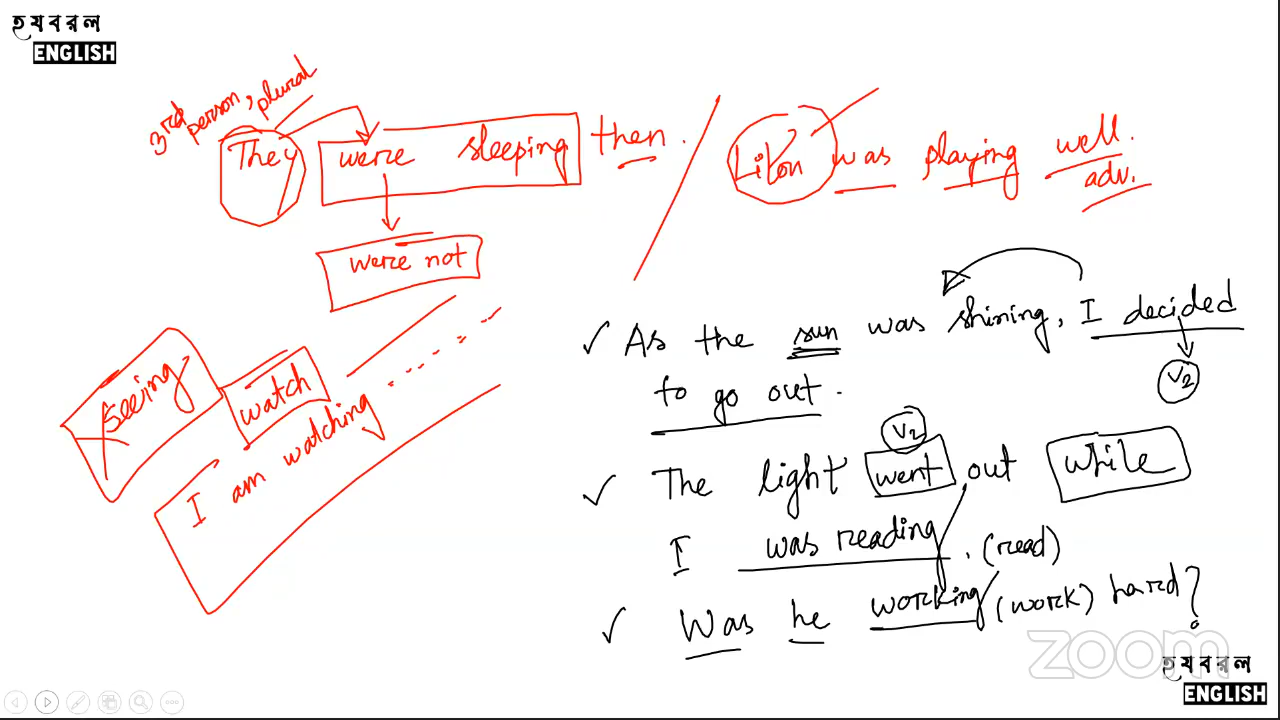 হ য ব র ল
ENGLISH
3rd person, plural
They were sleeping then.
were not
Liton was playing well.
adv.
seeing
watch
I am watching
As the sun was shining, I decided
V2
to go out.
V2
The light went out while
I was reading. (read)
Was he working (work) hard?
zoom
হ য ব র ল
ENGLISH